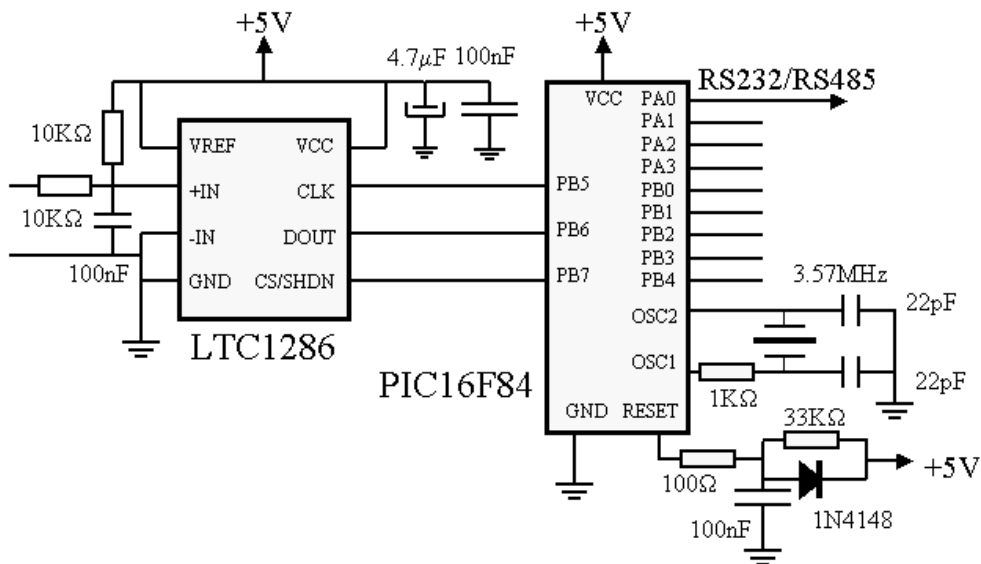 +5V
+5V
4.7μF 100nF
RS232/RS485
VCC PA0
PA1
PA2
PA3
PB0
PB1
PB2
PB3
PB4
10KΩ
VREF VCC
+IN CLK
PB5
10KΩ
-IN DOUT
PB6
100nF
GND CS/SHDN
PB7
3.57MHz
22pF
OSC2
LTC1286
OSC1
PIC16F84
1KΩ
22pF
GND RESET
33KΩ
+5V
100Ω
100nF
1N4148